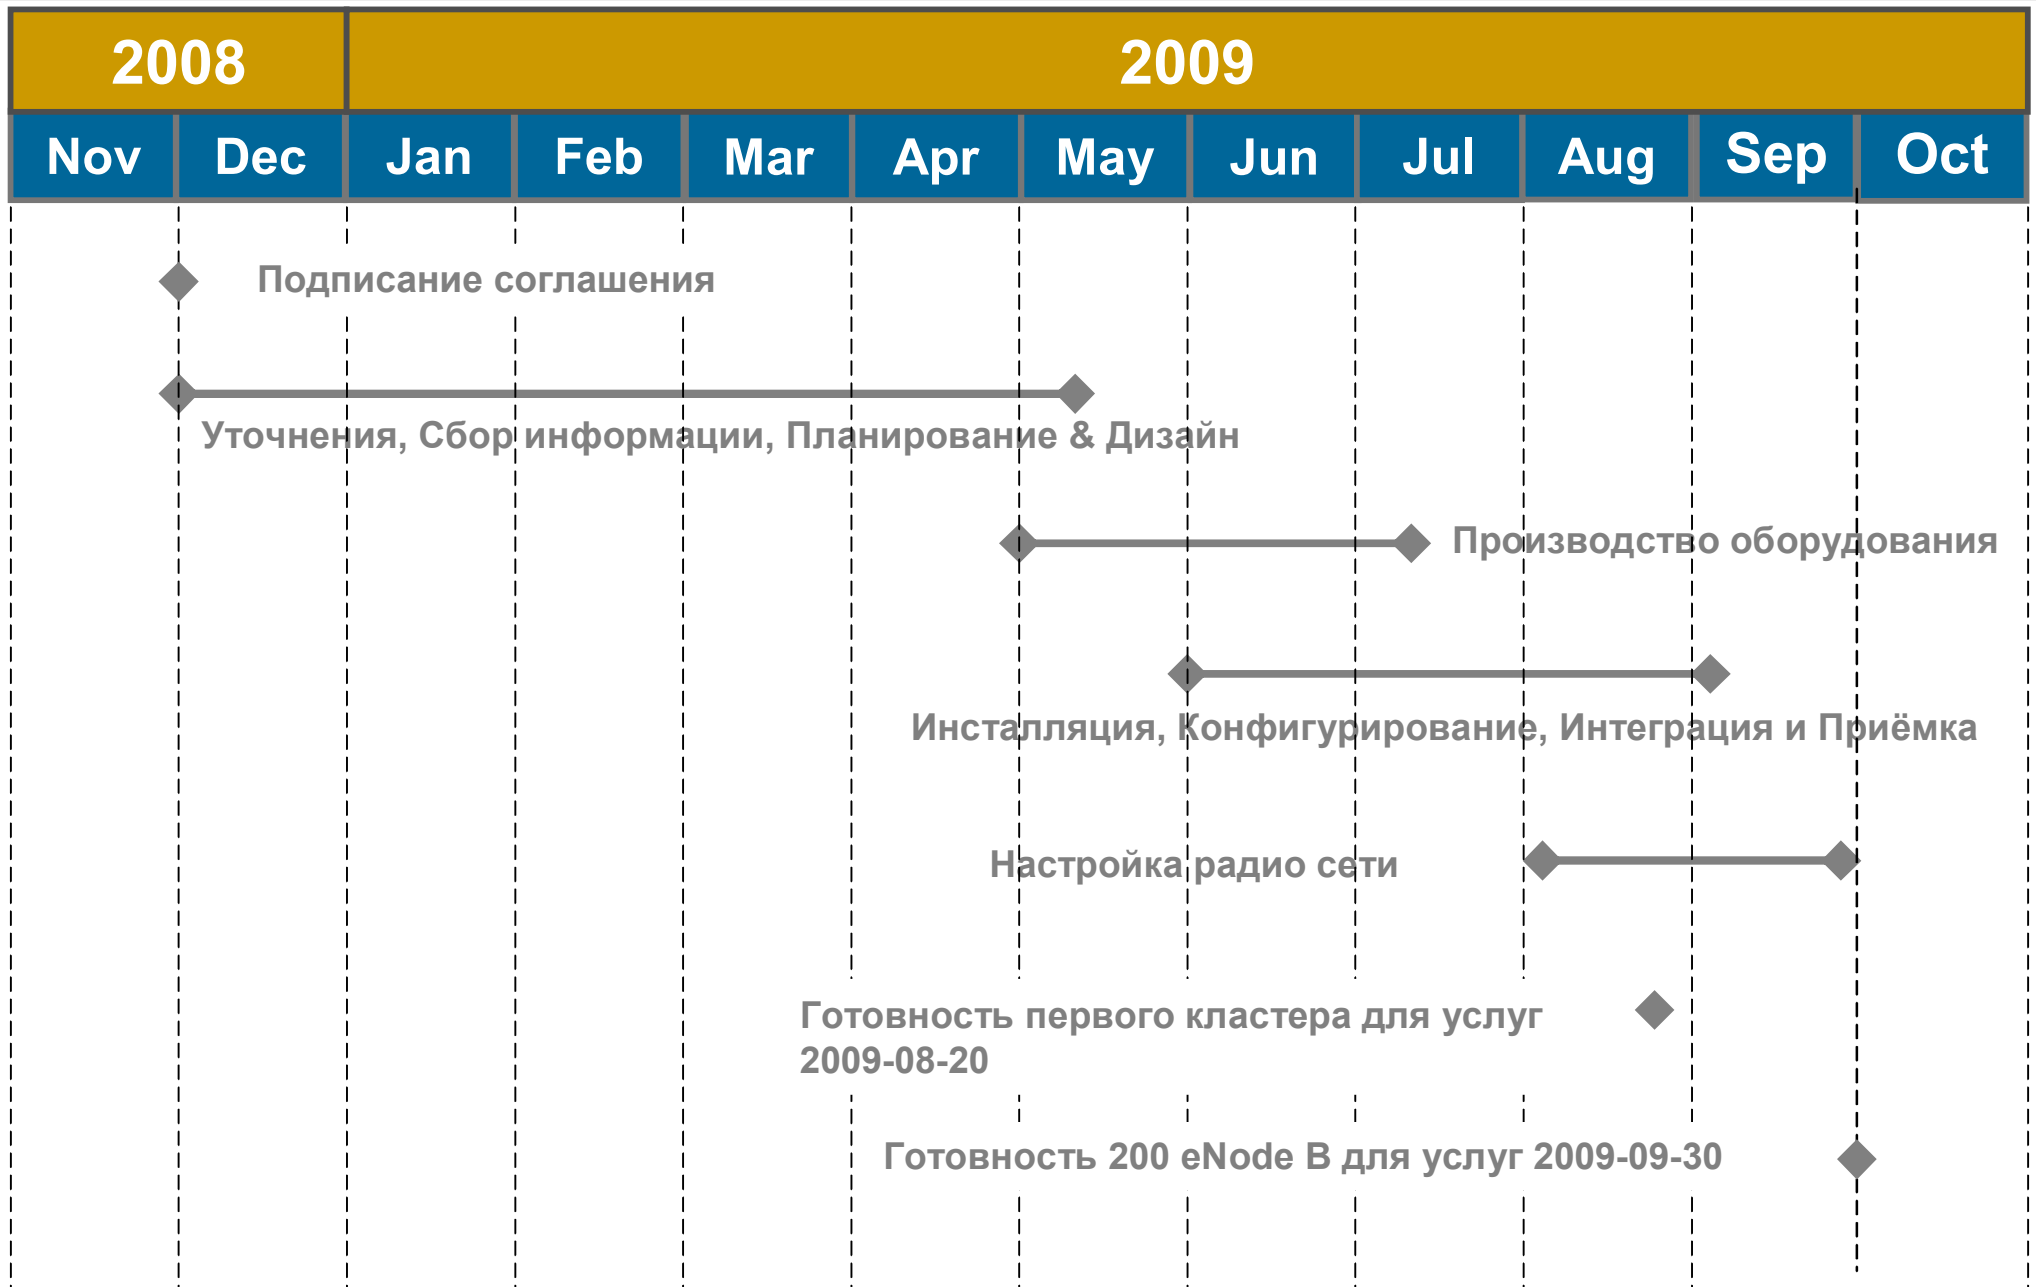 2008 2009
Nov Dec Jan Feb Mar Apr May Jun Jul Aug Sep Oct
Подписание соглашения
Уточнения, Сбор информации, Планирование & Дизайн
Производство оборудования
Инсталляция, Конфигурирование, Интеграция и Приёмка
Настройка радио сети
Готовность первого кластера для услуг
2009-08-20
Готовность 200 eNode B для услуг 2009-09-30